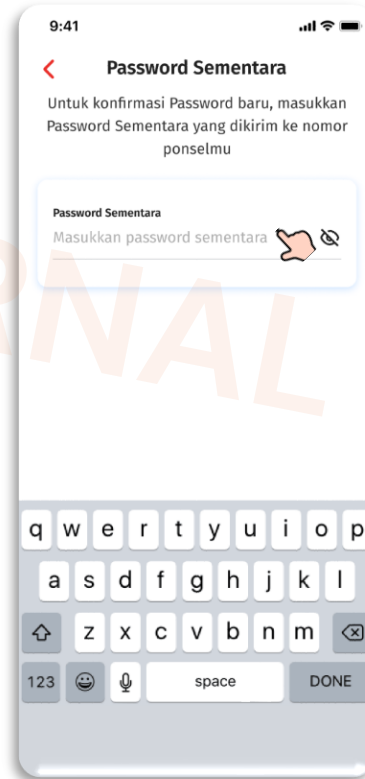 9:41
Password Sementara
Untuk konfirmasi Password baru, masukkan
Password Sementara yang dikirim ke nomor
ponselmu
Password Sementara
Masukkan password sementara
RNAL
q w e r t y u i o p
a s d f g h j k l
z x c v b n m
123 space DONE